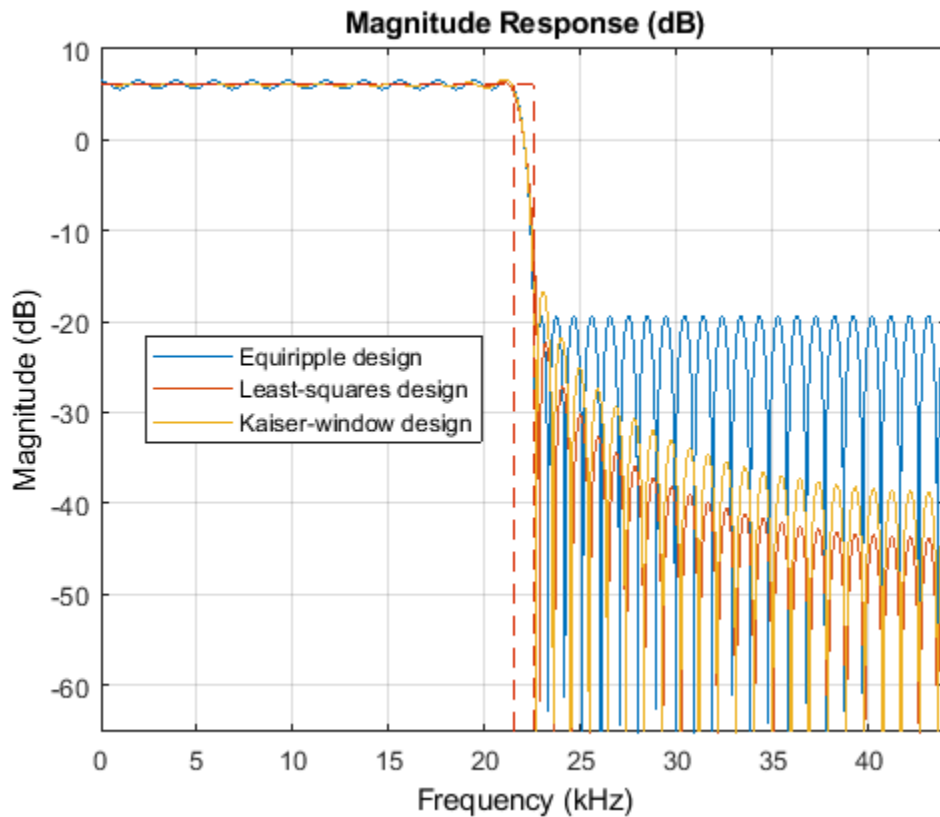 Magnitude Response (dB)
10
0
-10
-20
-30
-40
-50
-60
Magnitude (dB)
Equiripple design
Least-squares design
Kaiser-window design
0 5 10 15 20 25 30 35 40
Frequency (kHz)